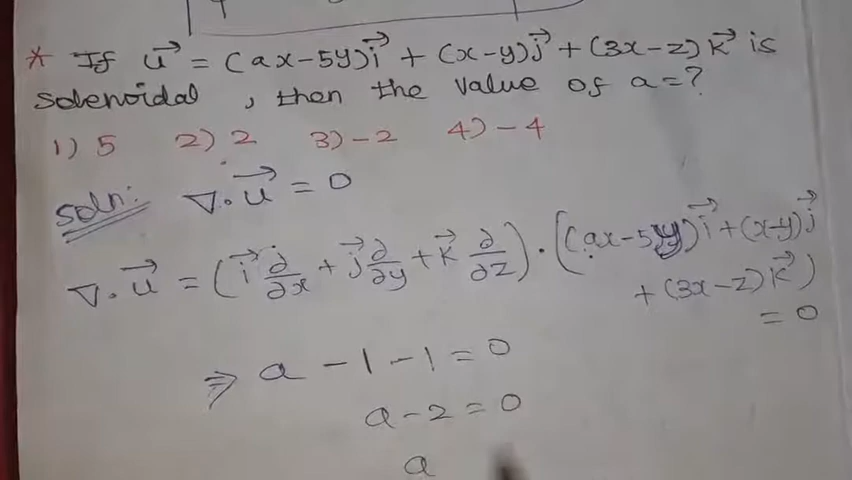 * If u⃗ = (ax-5y)i⃗ + (x-y)j⃗ + (3x-z)k⃗ is
solenoidal, then the value of a=?
1) 5 2) 2 3) -2 4) -4
Soln: ∇.u⃗ = 0
∇.u⃗ = (i⃗ ∂/∂x + j⃗ ∂/∂y + k⃗ ∂/∂z) . ((ax-5y)i⃗ + (x-y)j⃗
+ (3x-z)k⃗)
= 0
⇒ a - 1 - 1 = 0
a - 2 = 0
a